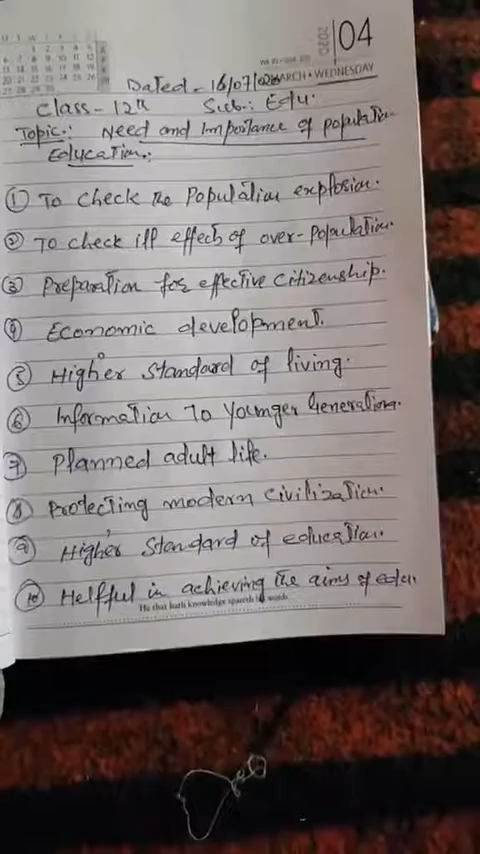 04
2020
MARCH • WEDNESDAY
Dated - 16/07/
Class - 12th Sub.: Edu.
Topic: Need and Importance of population
Education:
① To check the Population explosion.
② To check ill effects of over-Population.
③ Preparation for effective citizenship.
④ Economic development.
⑤ Higher Standard of living.
⑥ Information To Younger Generations.
⑦ Planned adult life.
⑧ Protecting modern civilization.
⑨ Higher Standard of education.
⑩ Helpful in achieving the aims of edu.
He that hath knowledge spareth his words